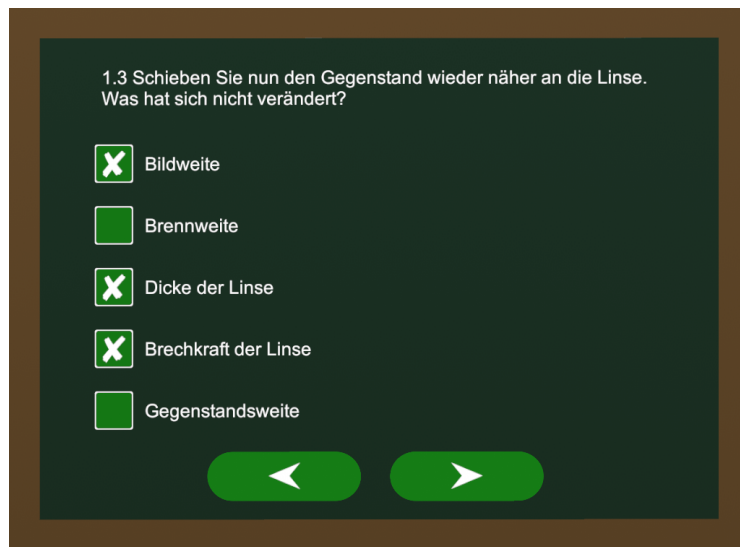 1.3 Schieben Sie nun den Gegenstand wieder näher an die Linse.
Was hat sich nicht verändert?
Bildweite
Brennweite
Dicke der Linse
Brechkraft der Linse
Gegenstandsweite